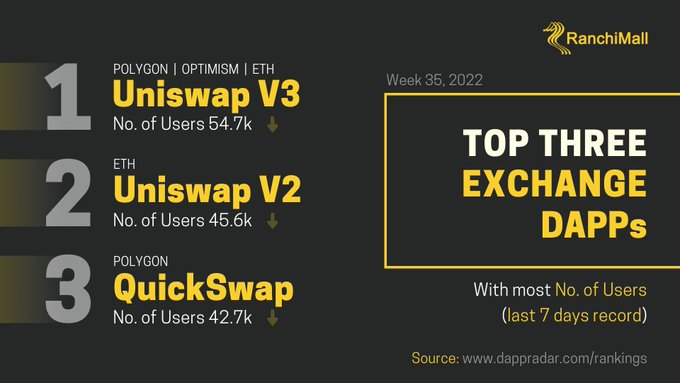 RanchiMall
1
POLYGON | OPTIMISM | ETH
Uniswap V3
No. of Users 54.7k
2
ETH
Uniswap V2
No. of Users 45.6k
3
POLYGON
QuickSwap
No. of Users 42.7k
Week 35, 2022
TOP THREE
EXCHANGE
DAPPs
With most No. of Users
(last 7 days record)
Source: www.dappradar.com/rankings